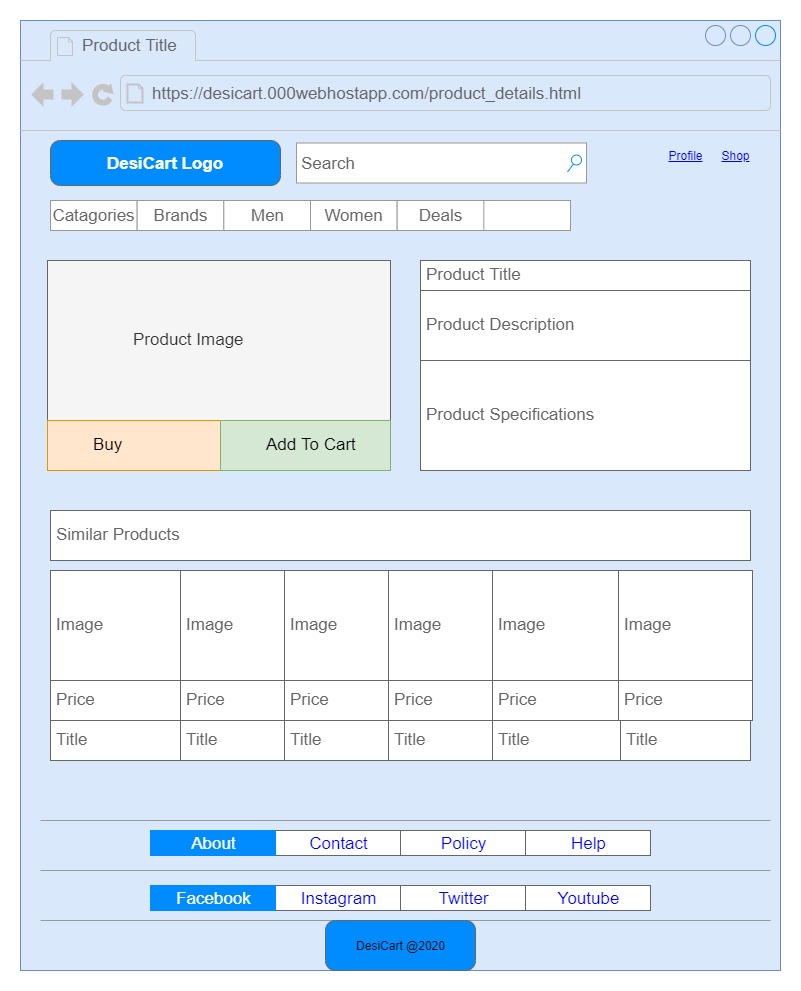 Product Title
https://desicart.000webhostapp.com/product_details.html
DesiCart Logo
Search
Profile Shop
Catagories Brands Men Women Deals
Product Image
Buy Add To Cart
Product Title
Product Description
Product Specifications
Similar Products
Image Image Image Image Image Image
Price Price Price Price Price Price
Title Title Title Title Title Title
About Contact Policy Help
Facebook Instagram Twitter Youtube
DesiCart @2020